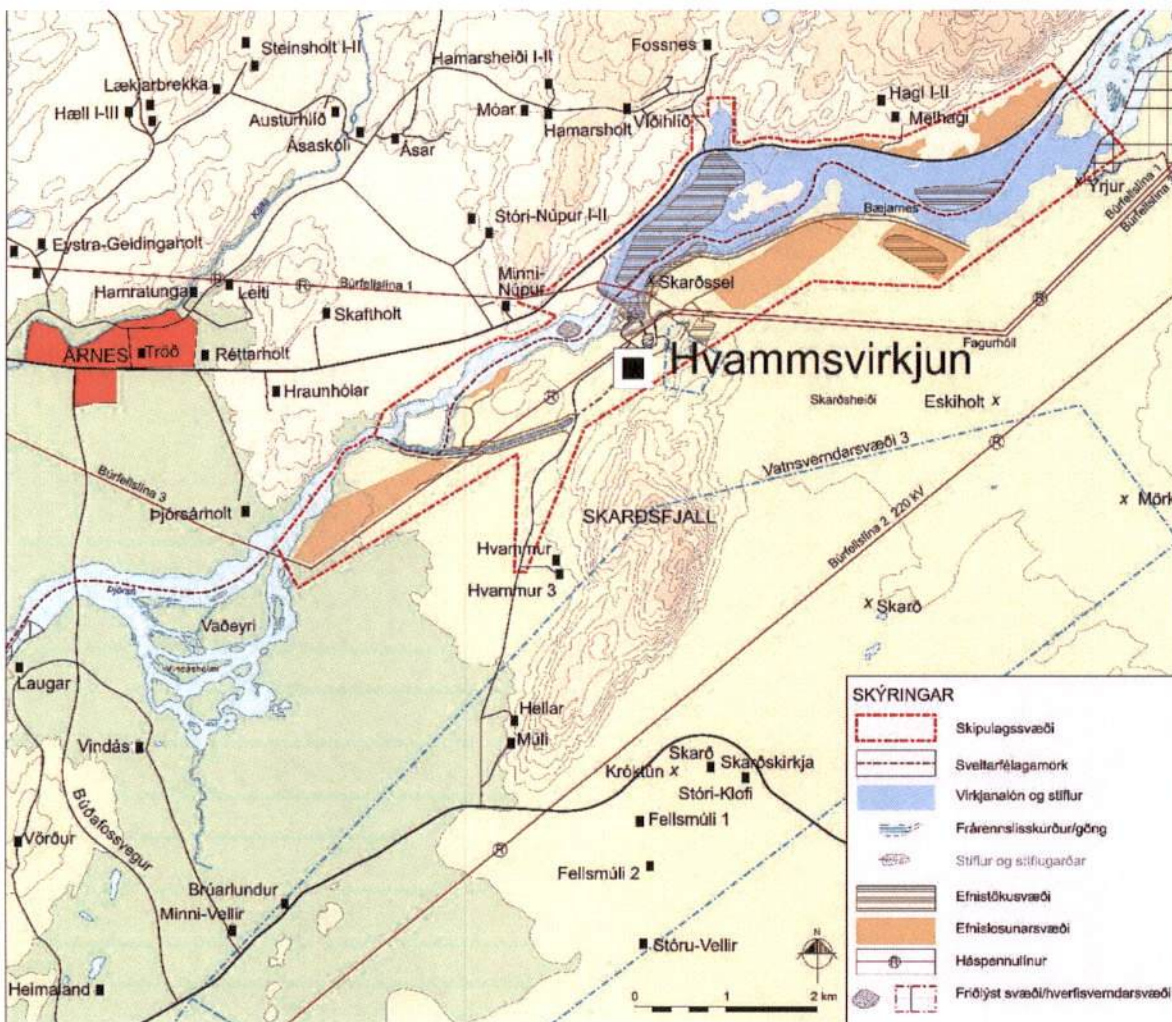 Steinsholt I-II
Fossnes
Hamarsheiði I-II
Lækjarbrekka
Hæll I-III
Austurhlíð
Móar
Hamarsholt
Víðihlíð
Hagi I-II
Melhagi
Ásaskóli
Ásar
Kálfá
Yrjur
Búrfellslína 1
Búrfellslína
Bæjarnes
Stóri-Núpur I-II
Eystra-Geldingaholt
Hamratunga
Leiti
Búrfellslína 1
Minni-
Núpur
Skarðssel
Skaftholt
ÁRNES
Tröð
Réttarholt
Hvammsvirkjun
Fagurhóll
Hraunhólar
Skarðsheiði
Eskiholt
Búrfellslína 3
Vatnsverndarsvæði 3
Þjórsárholt
SKARÐSFJALL
Búrfellslína 2 220 kV
Mörk
Hvammur
Hvammur 3
Þjórsá
Skarð
Vaðeyri
Laugar
Vindás
Hellar
Múli
Skarð
Skarðskirkja
Króktún
Stóri-Klofi
Búðafossvegur
Vörður
Fellsmúli 1
Fellsmúli 2
Brúarlundur
Minni-Vellir
Stóru-Vellir
Heimaland
N
0 1 2 km
SKÝRINGAR
Skipulagssvæði
Sveitarfélagamörk
Virkjanalón og stíflur
Frárennslisskurður/göng
Stíflur og stíflugarðar
Efnistökusvæði
Efnislosunarsvæði
Háspennulínur
Friðlýst svæði/hverfisverndarsvæði